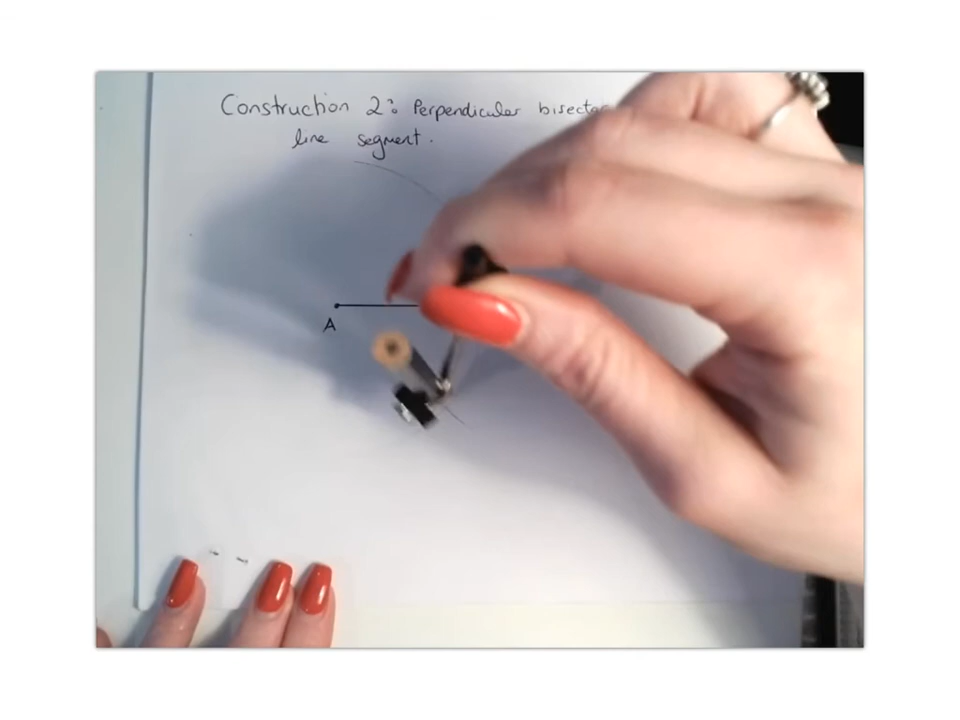 Construction 2: Perpendicular bisector
line segment.
A